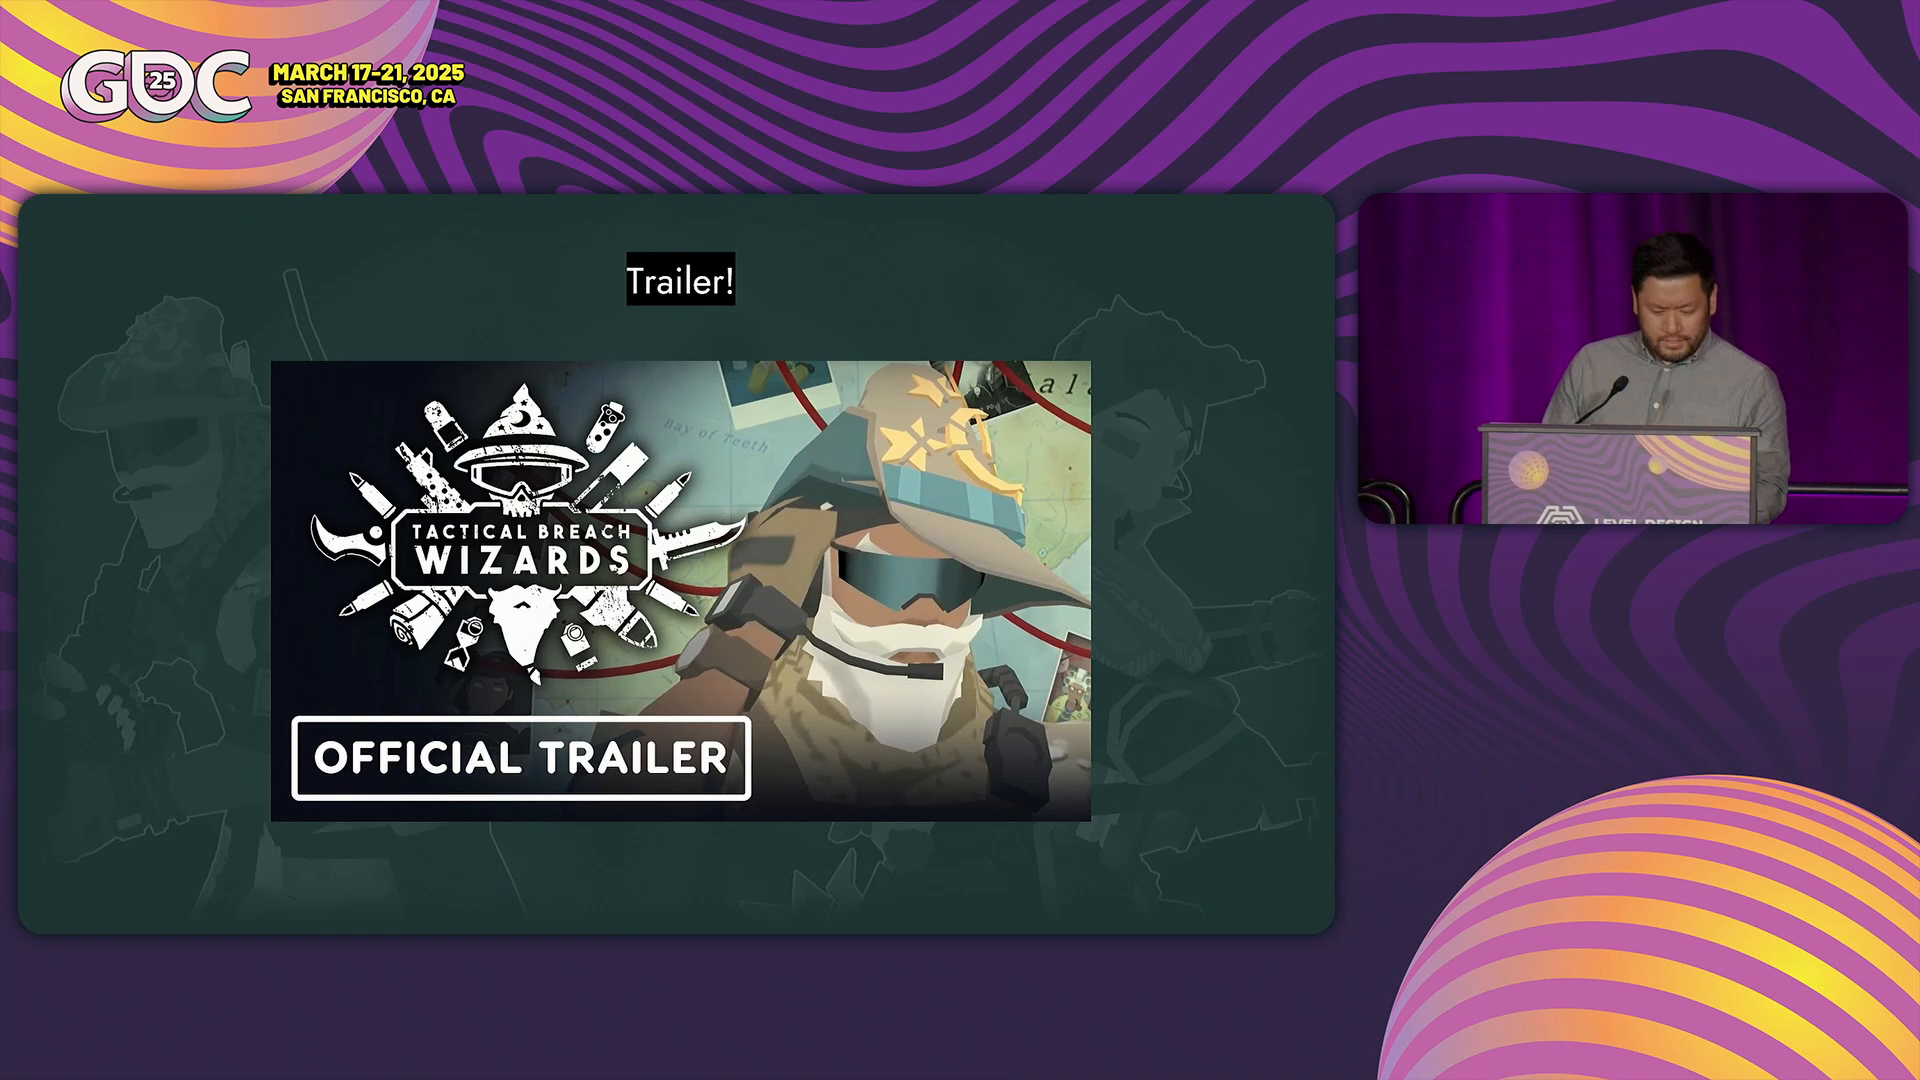 GDC
25
MARCH 17-21, 2025
SAN FRANCISCO, CA
Trailer!
Bay of Teeth
TACTICAL BREACH
WIZARDS
OFFICIAL TRAILER
LEVEL DESIGN